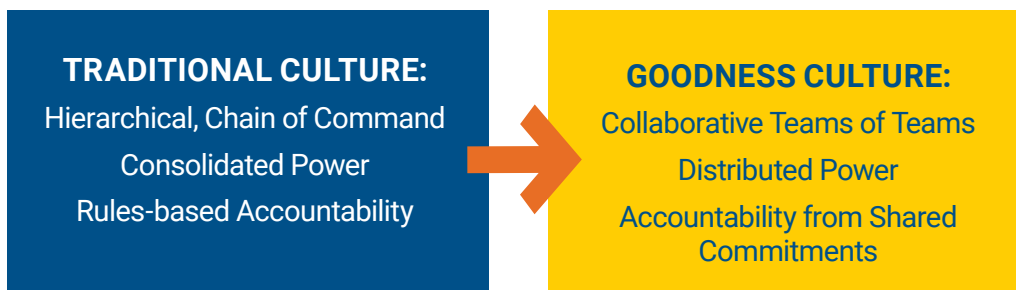 TRADITIONAL CULTURE:
Hierarchical, Chain of Command
Consolidated Power
Rules-based Accountability
GOODNESS CULTURE:
Collaborative Teams of Teams
Distributed Power
Accountability from Shared
Commitments